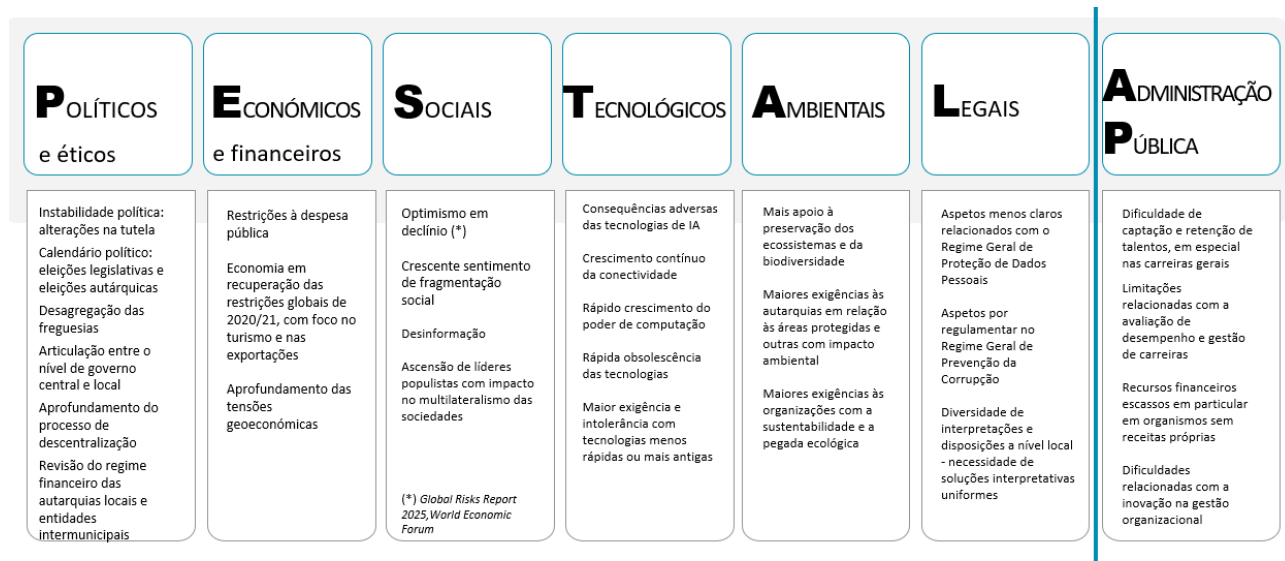 POLÍTICOS
e éticos
Instabilidade política:
alterações na tutela
Calendário político:
eleições legislativas e
eleições autárquicas
Desagregação das
freguesias
Articulação entre o
nível de governo
central e local
Aprofundamento do
processo de
descentralização
Revisão do regime
financeiro das
autarquias locais e
entidades
intermunicipais
ECONÓMICOS
e financeiros
Restrições à despesa
pública
Economia em
recuperação das
restrições globais de
2020/21, com foco no
turismo e nas
exportações
Aprofundamento das
tensões
geoeconómicas
SOCIAIS
Optimismo em
declínio (*)
Crescente sentimento
de fragmentação
social
Desinformação
Ascensão de líderes
populistas com impacto
no multilateralismo das
sociedades
(*) Global Risks Report
2025,World Economic
Forum
TECNOLÓGICOS
Consequências adversas
das tecnologias de IA
Crescimento contínuo
da conectividade
Rápido crescimento do
poder de computação
Rápida obsolescência
das tecnologias
Maior exigência e
intolerância com
tecnologias menos
rápidas ou mais antigas
AMBIENTAIS
Mais apoio à
preservação dos
ecossistemas e da
biodiversidade
Maiores exigências às
autarquias em relação
às áreas protegidas e
outras com impacto
ambiental
Maiores exigências às
organizações com a
sustentabilidade e a
pegada ecológica
LEGAIS
Aspetos menos claros
relacionados com o
Regime Geral de
Proteção de Dados
Pessoais
Aspetos por
regulamentar no
Regime Geral de
Prevenção da
Corrupção
Diversidade de
interpretações e
disposições a nível local
- necessidade de
soluções interpretativas
uniformes
ADMINISTRAÇÃO
PÚBLICA
Dificuldade de
captação e retenção de
talentos, em especial
nas carreiras gerais
Limitações
relacionadas com a
avaliação de
desempenho e gestão
de carreiras
Recursos financeiros
escassos em particular
em organismos sem
receitas próprias
Dificuldades
relacionadas com a
inovação na gestão
organizacional